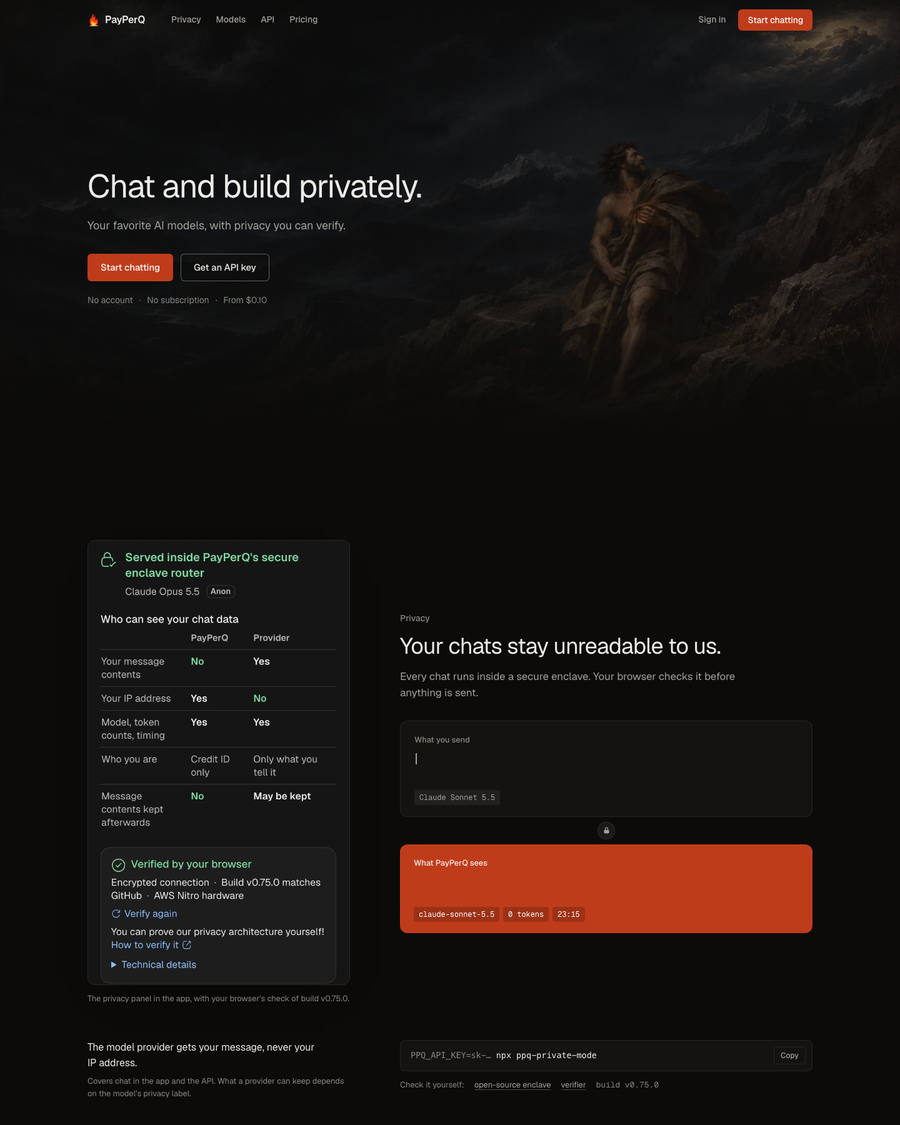 PayPerQ
Privacy
Models
API
Pricing
Sign in
Start chatting
Chat and build privately.
Your favorite AI models, with privacy you can verify.
Start chatting
Get an API key
No account · No subscription · From $0.10
Served inside PayPerQ's secure
enclave router
Claude Opus 5.5 Anon
Who can see your chat data
PayPerQ Provider
Your message
contents
No Yes
Your IP address Yes No
Model, token
counts, timing
Yes Yes
Who you are
Credit ID
only
Only what you
tell it
Message
contents kept
afterwards
No May be kept
Verified by your browser
Encrypted connection · Build v0.75.0 matches
GitHub · AWS Nitro hardware
Verify again
You can prove our privacy architecture yourself!
How to verify it
Technical details
The privacy panel in the app, with your browser's check of build v0.75.0.
Privacy
Your chats stay unreadable to us.
Every chat runs inside a secure enclave. Your browser checks it before
anything is sent.
What you send
Claude Sonnet 5.5
What PayPerQ sees
claude-sonnet-5.5 0 tokens 23:15
The model provider gets your message, never your
IP address.
Covers chat in the app and the API. What a provider can keep depends
on the model's privacy label.
PPQ_API_KEY=sk-… npx ppq-private-mode
Copy
Check it yourself: open-source enclave verifier build v0.75.0